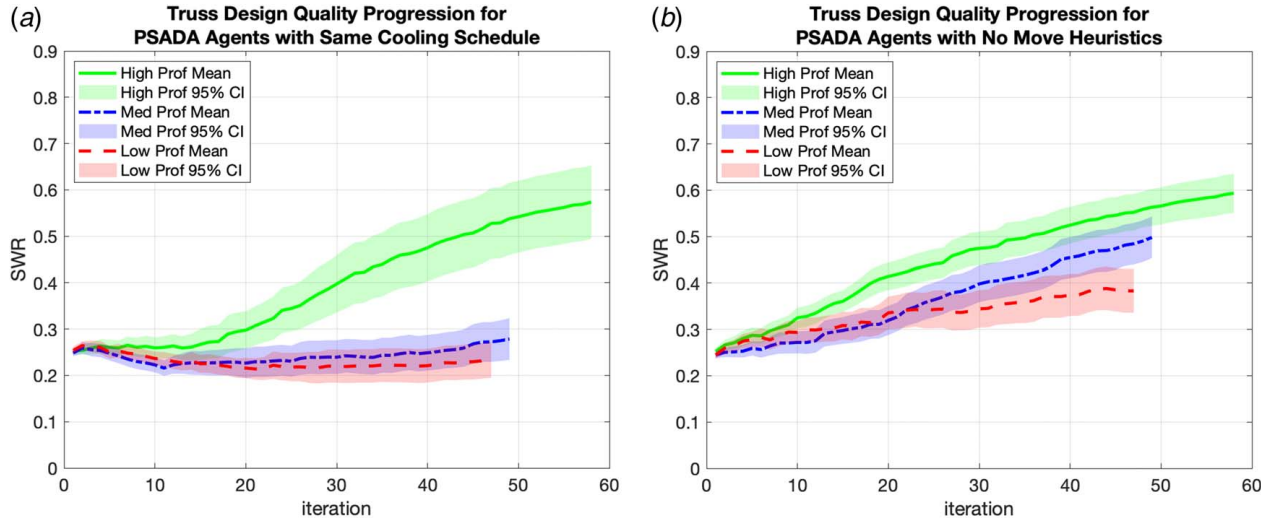 (a)
Truss Design Quality Progression for
PSADA Agents with Same Cooling Schedule
0.9
0.8
0.7
0.6
0.5
0.4
0.3
0.2
0.1
0
SWR
High Prof Mean
High Prof 95% CI
Med Prof Mean
Med Prof 95% CI
Low Prof Mean
Low Prof 95% CI
0 10 20 30 40 50 60
iteration
(b)
Truss Design Quality Progression for
PSADA Agents with No Move Heuristics
0.9
0.8
0.7
0.6
0.5
0.4
0.3
0.2
0.1
0
SWR
High Prof Mean
High Prof 95% CI
Med Prof Mean
Med Prof 95% CI
Low Prof Mean
Low Prof 95% CI
0 10 20 30 40 50 60
iteration